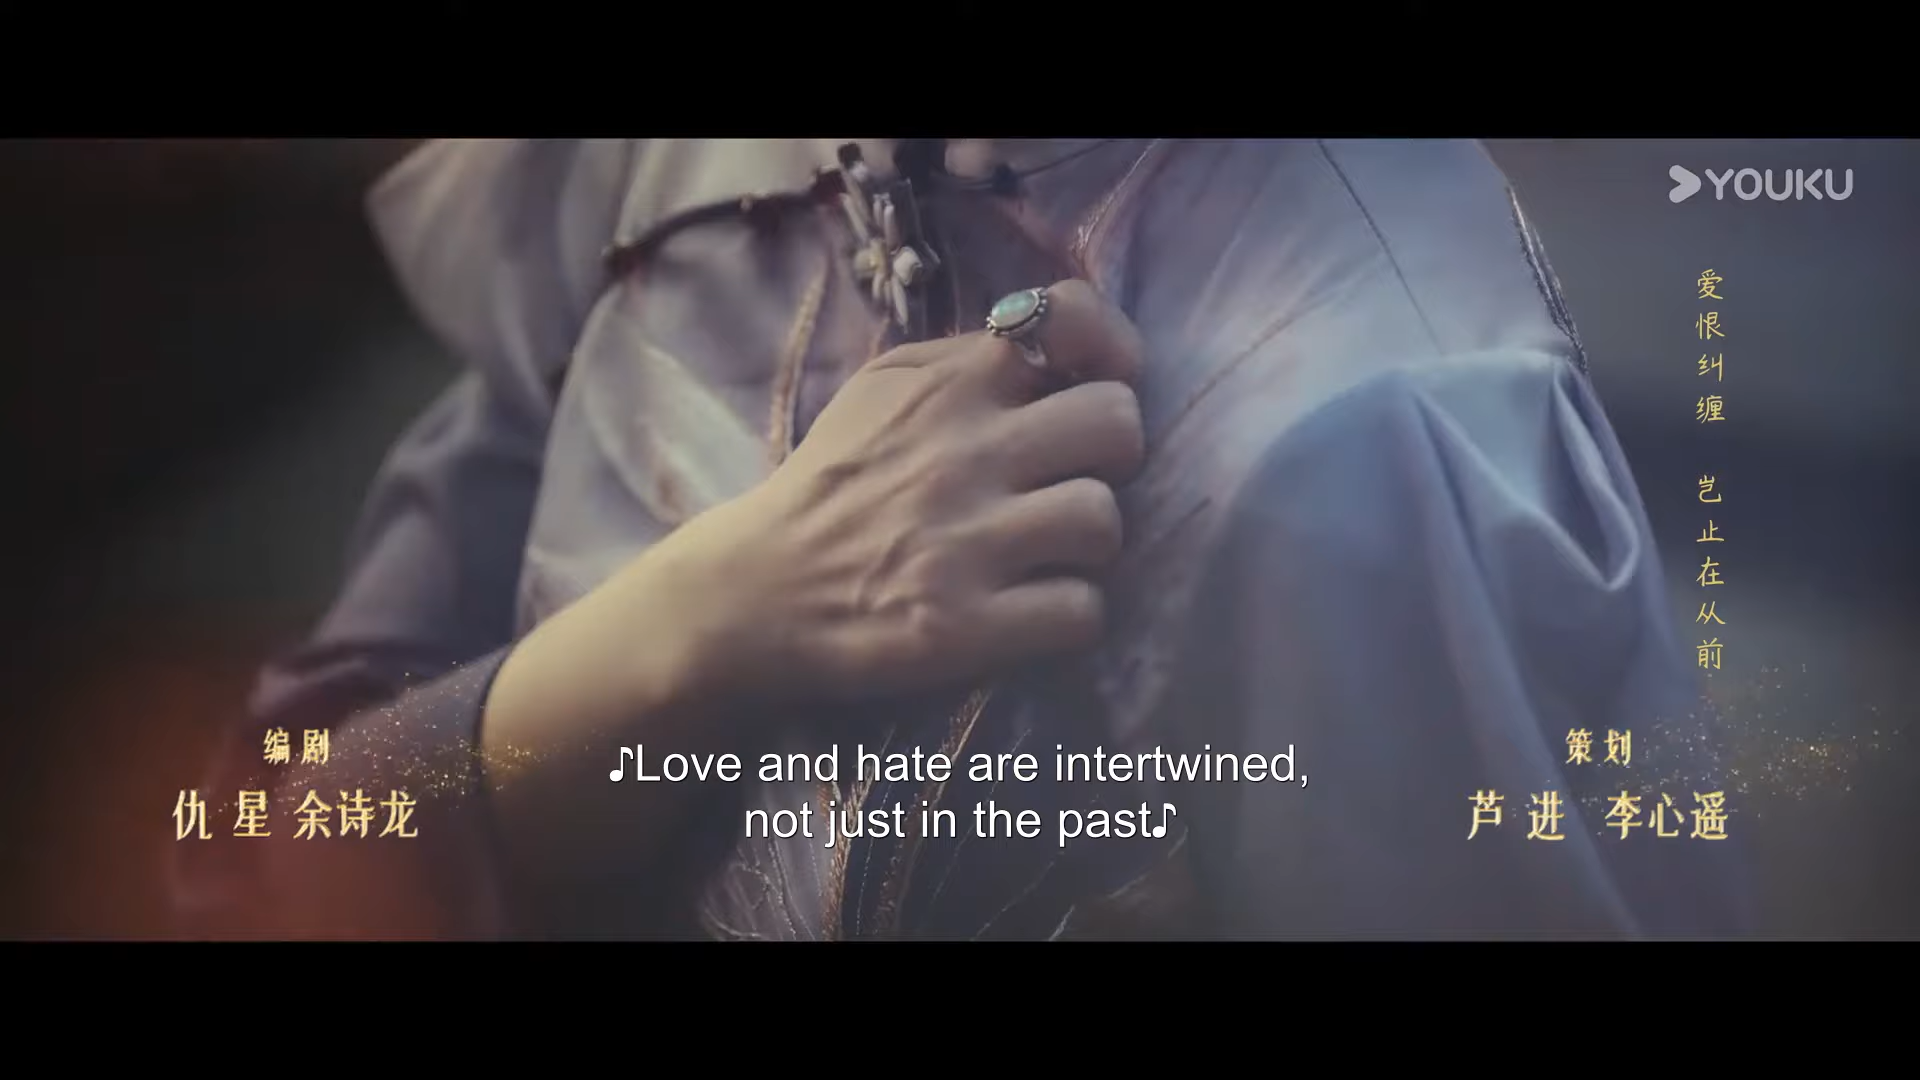 YOUKU
爱恨纠缠 岂止在从前
编剧
仇星 余诗龙
♪Love and hate are intertwined,
not just in the past♪
策划
芦进 李心遥